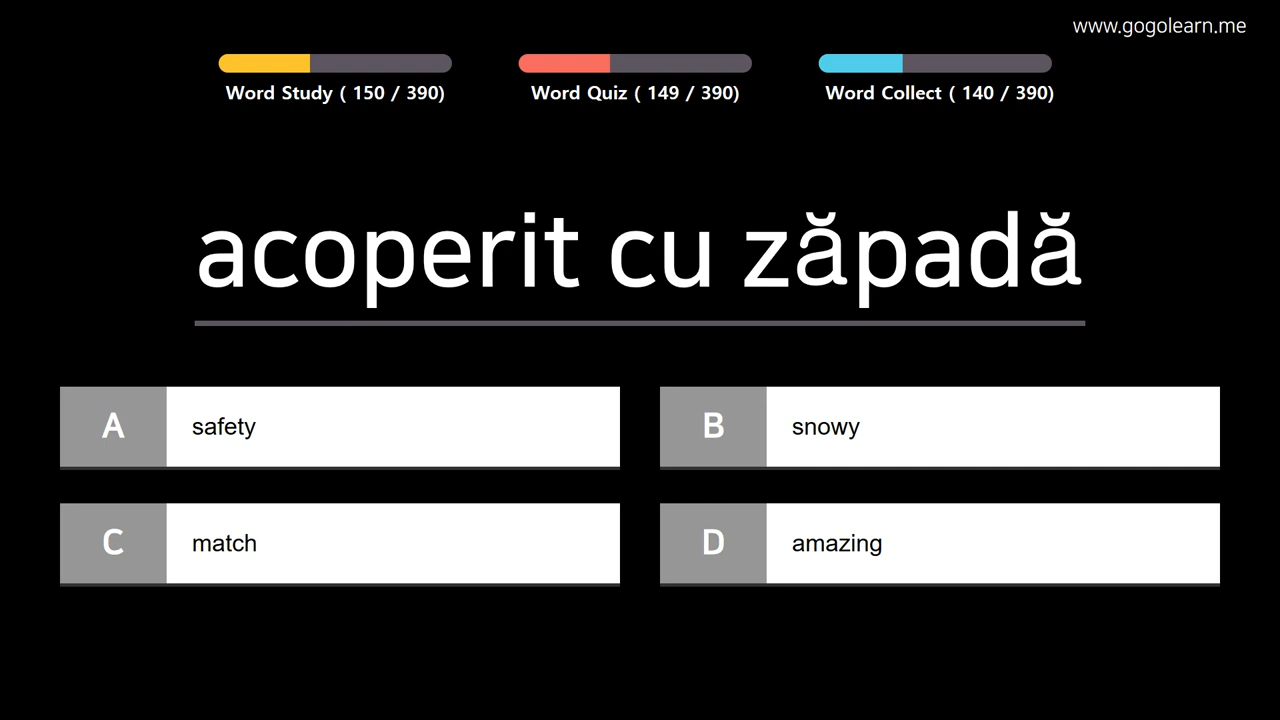 www.gogolearn.me
Word Study ( 150 / 390)
Word Quiz ( 149 / 390)
Word Collect ( 140 / 390)
acoperit cu zăpadă
A safety
B snowy
C match
D amazing